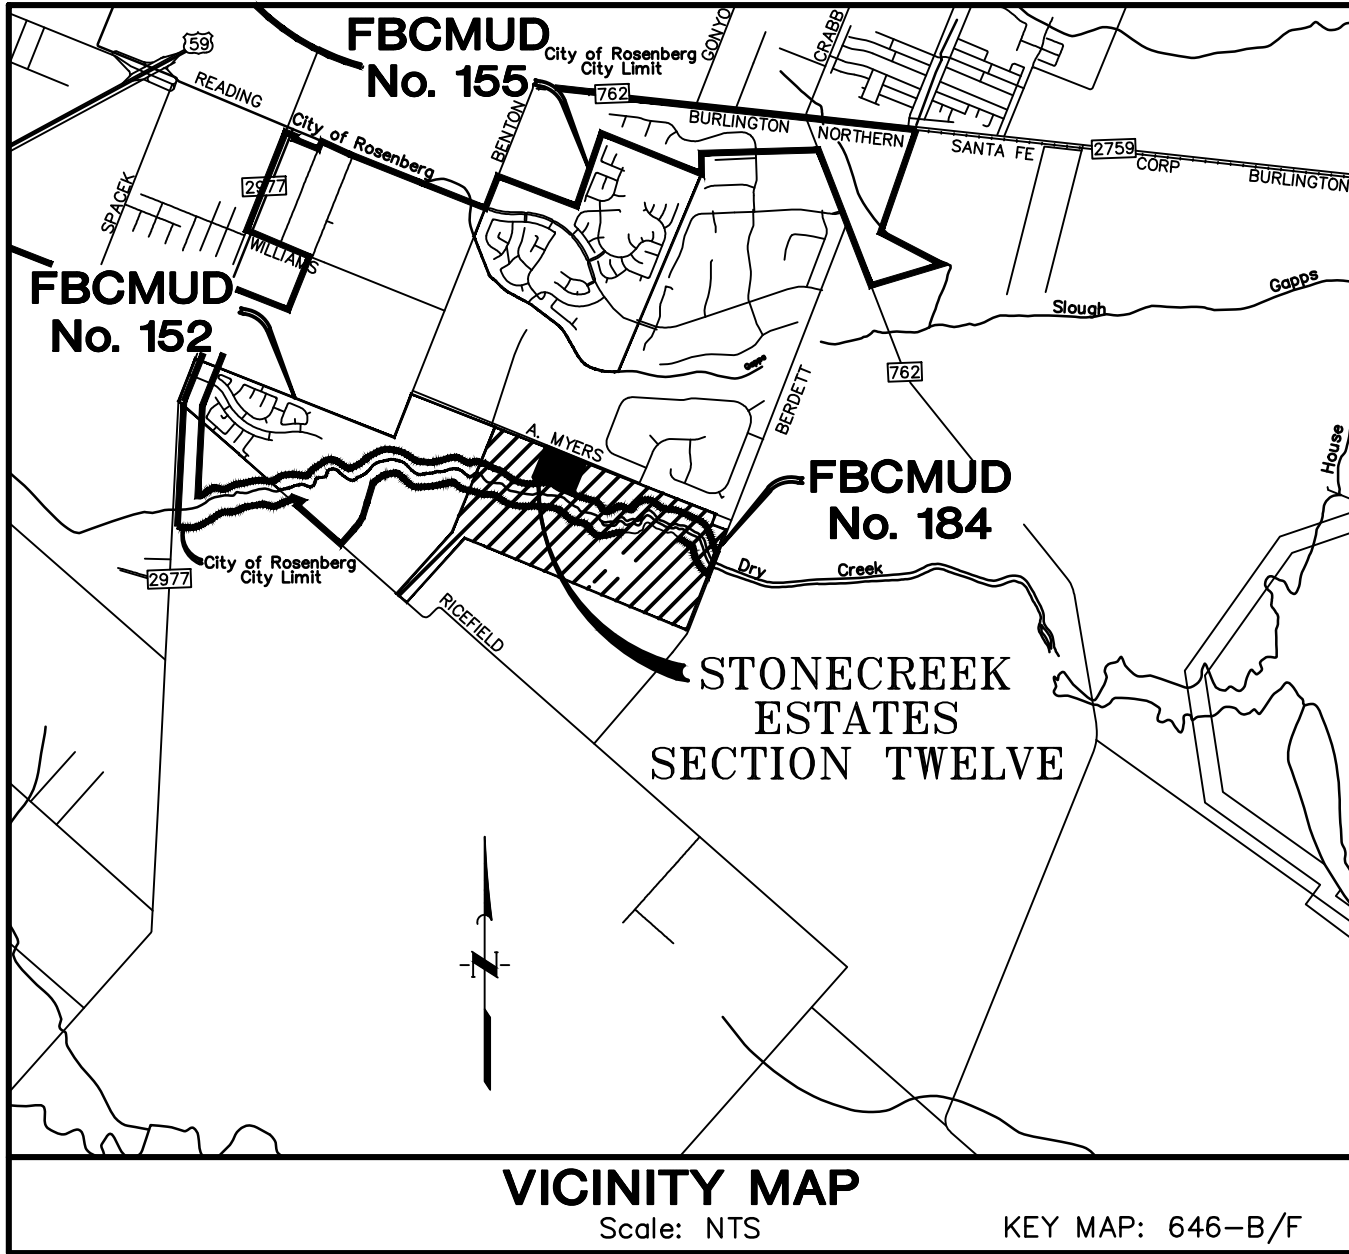 FBCMUD
No. 155
City of Rosenberg
City Limit
59
READING
762
GONYO
CRABB
BENTON
City of Rosenberg
BURLINGTON
NORTHERN
SANTA FE
2759
CORP
BURLINGTON
2977
SPACEK
WILLIAMS
FBCMUD
No. 152
Gapps
Slough
Gapps
762
BERDETT
House
A. MYERS
FBCMUD
No. 184
City of Rosenberg
City Limit
2977
Dry
Creek
RICEFIELD
STONECREEK
ESTATES
SECTION TWELVE
N
VICINITY MAP
Scale: NTS
KEY MAP: 646-B/F